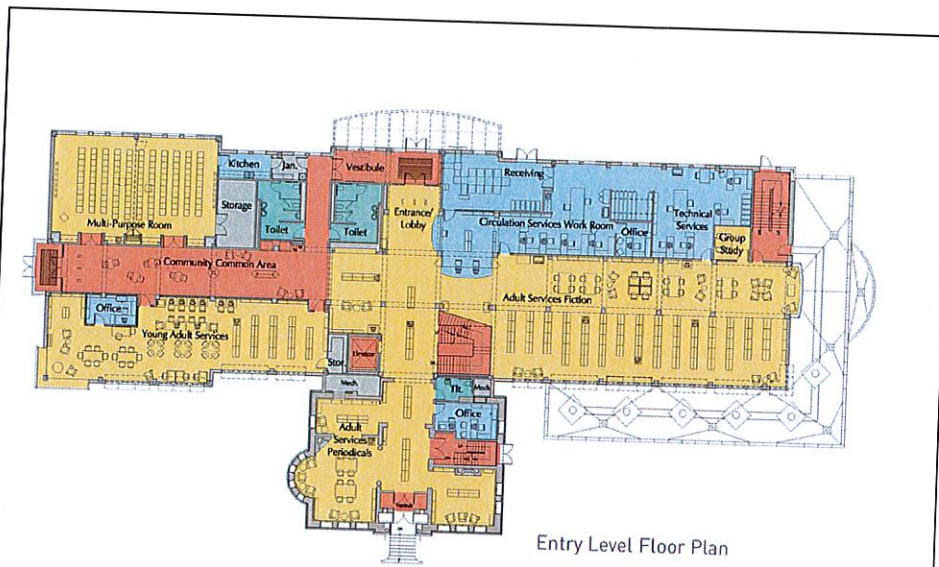 Kitchen
Jan.
Vestibule
Receiving
Storage
Multi-Purpose Room
Toilet
Toilet
Entrance/
Lobby
Circulation Services Work Room
Office
Technical
Services
Group
Study
Community Common Area
Adult Services Fiction
Office
Young Adult Services
Stor
Elevator
Mech.
Tlt.
Mech
Office
Adult
Services
Periodicals
Vestibule
Entry Level Floor Plan